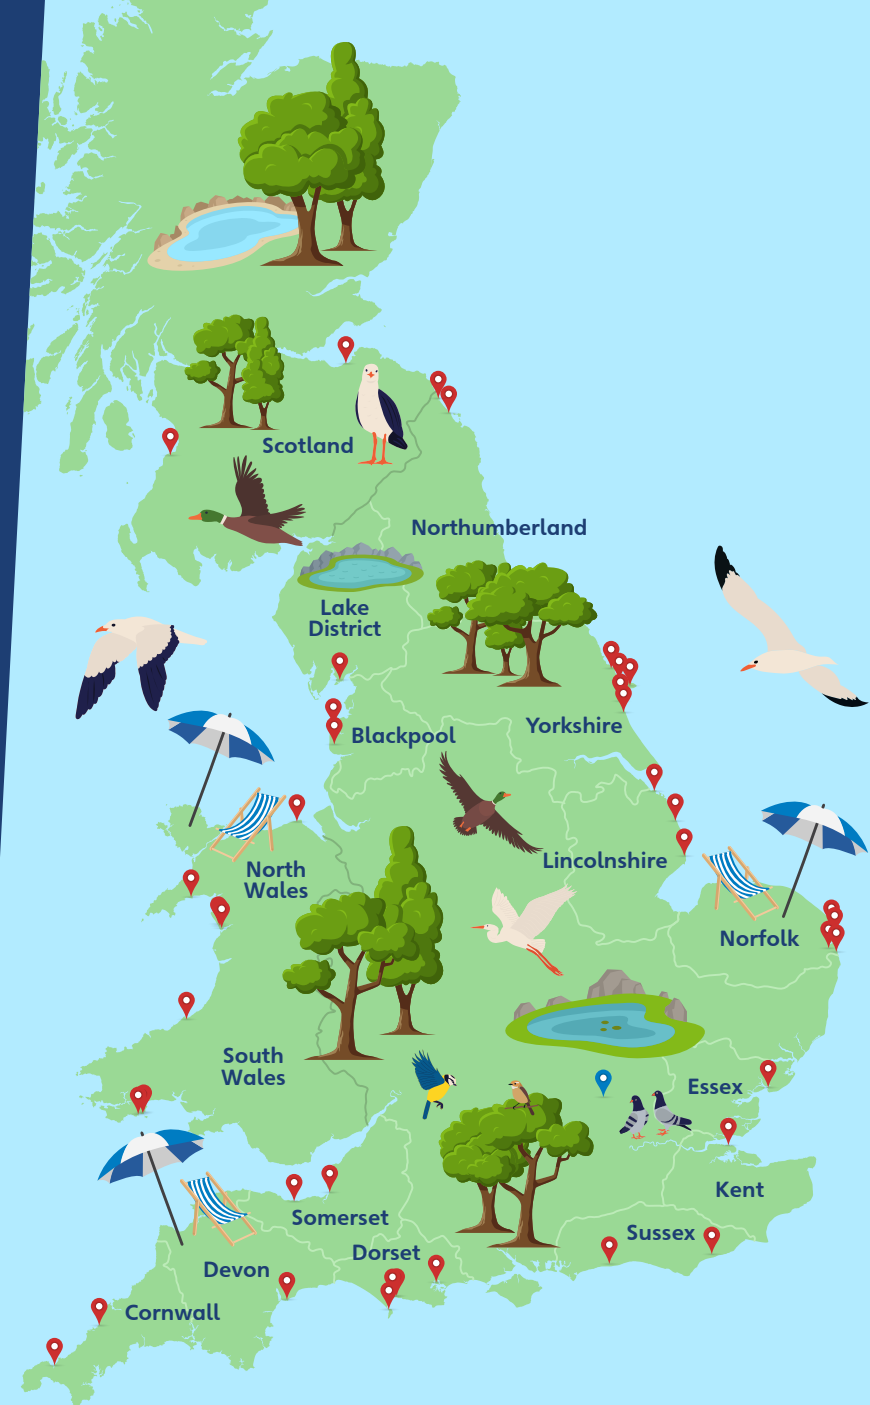 Scotland
Northumberland
Lake
District
Yorkshire
Blackpool
Lincolnshire
North
Wales
Norfolk
South
Wales
Essex
Kent
Somerset
Sussex
Dorset
Devon
Cornwall